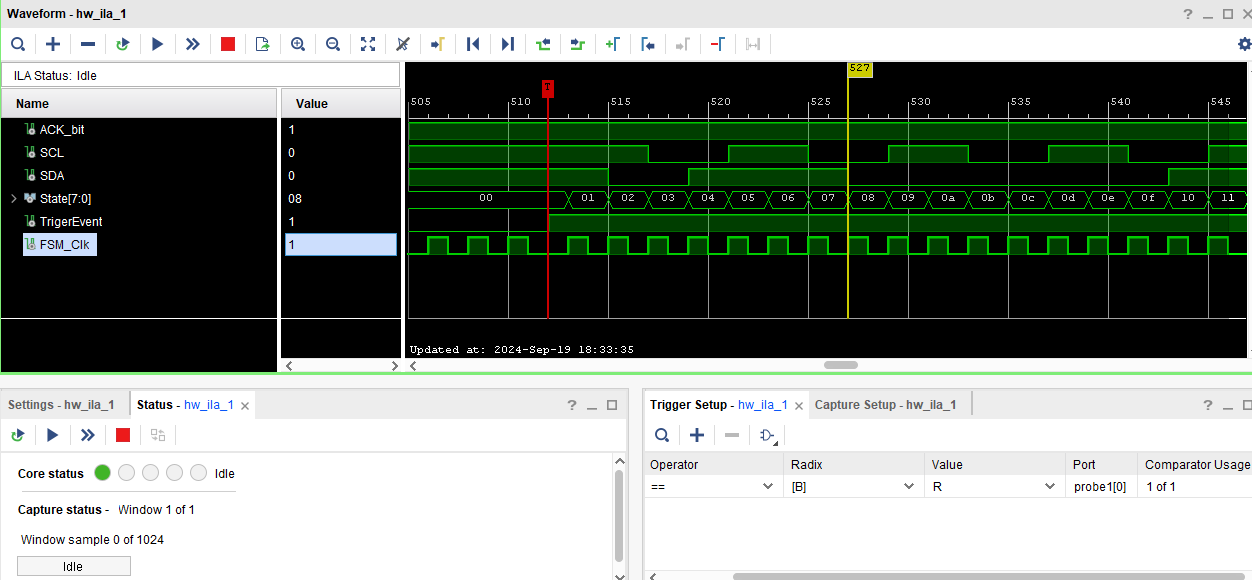 Waveform - hw_ila_1
ILA Status: Idle
Name Value
ACK_bit 1
SCL 0
SDA 0
State[7:0] 08
TrigerEvent 1
FSM_Clk 1
527
505 510 515 520 525 530 535 540 545
00 01 02 03 04 05 06 07 08 09 0a 0b 0c 0d 0e 0f 10 11
Updated at: 2024-Sep-19 18:33:35
Settings - hw_ila_1 Status - hw_ila_1
Core status Idle
Capture status - Window 1 of 1
Window sample 0 of 1024
Idle
Trigger Setup - hw_ila_1 Capture Setup - hw_ila_1
Operator Radix Value Port Comparator Usage
== [B] R probe1[0] 1 of 1